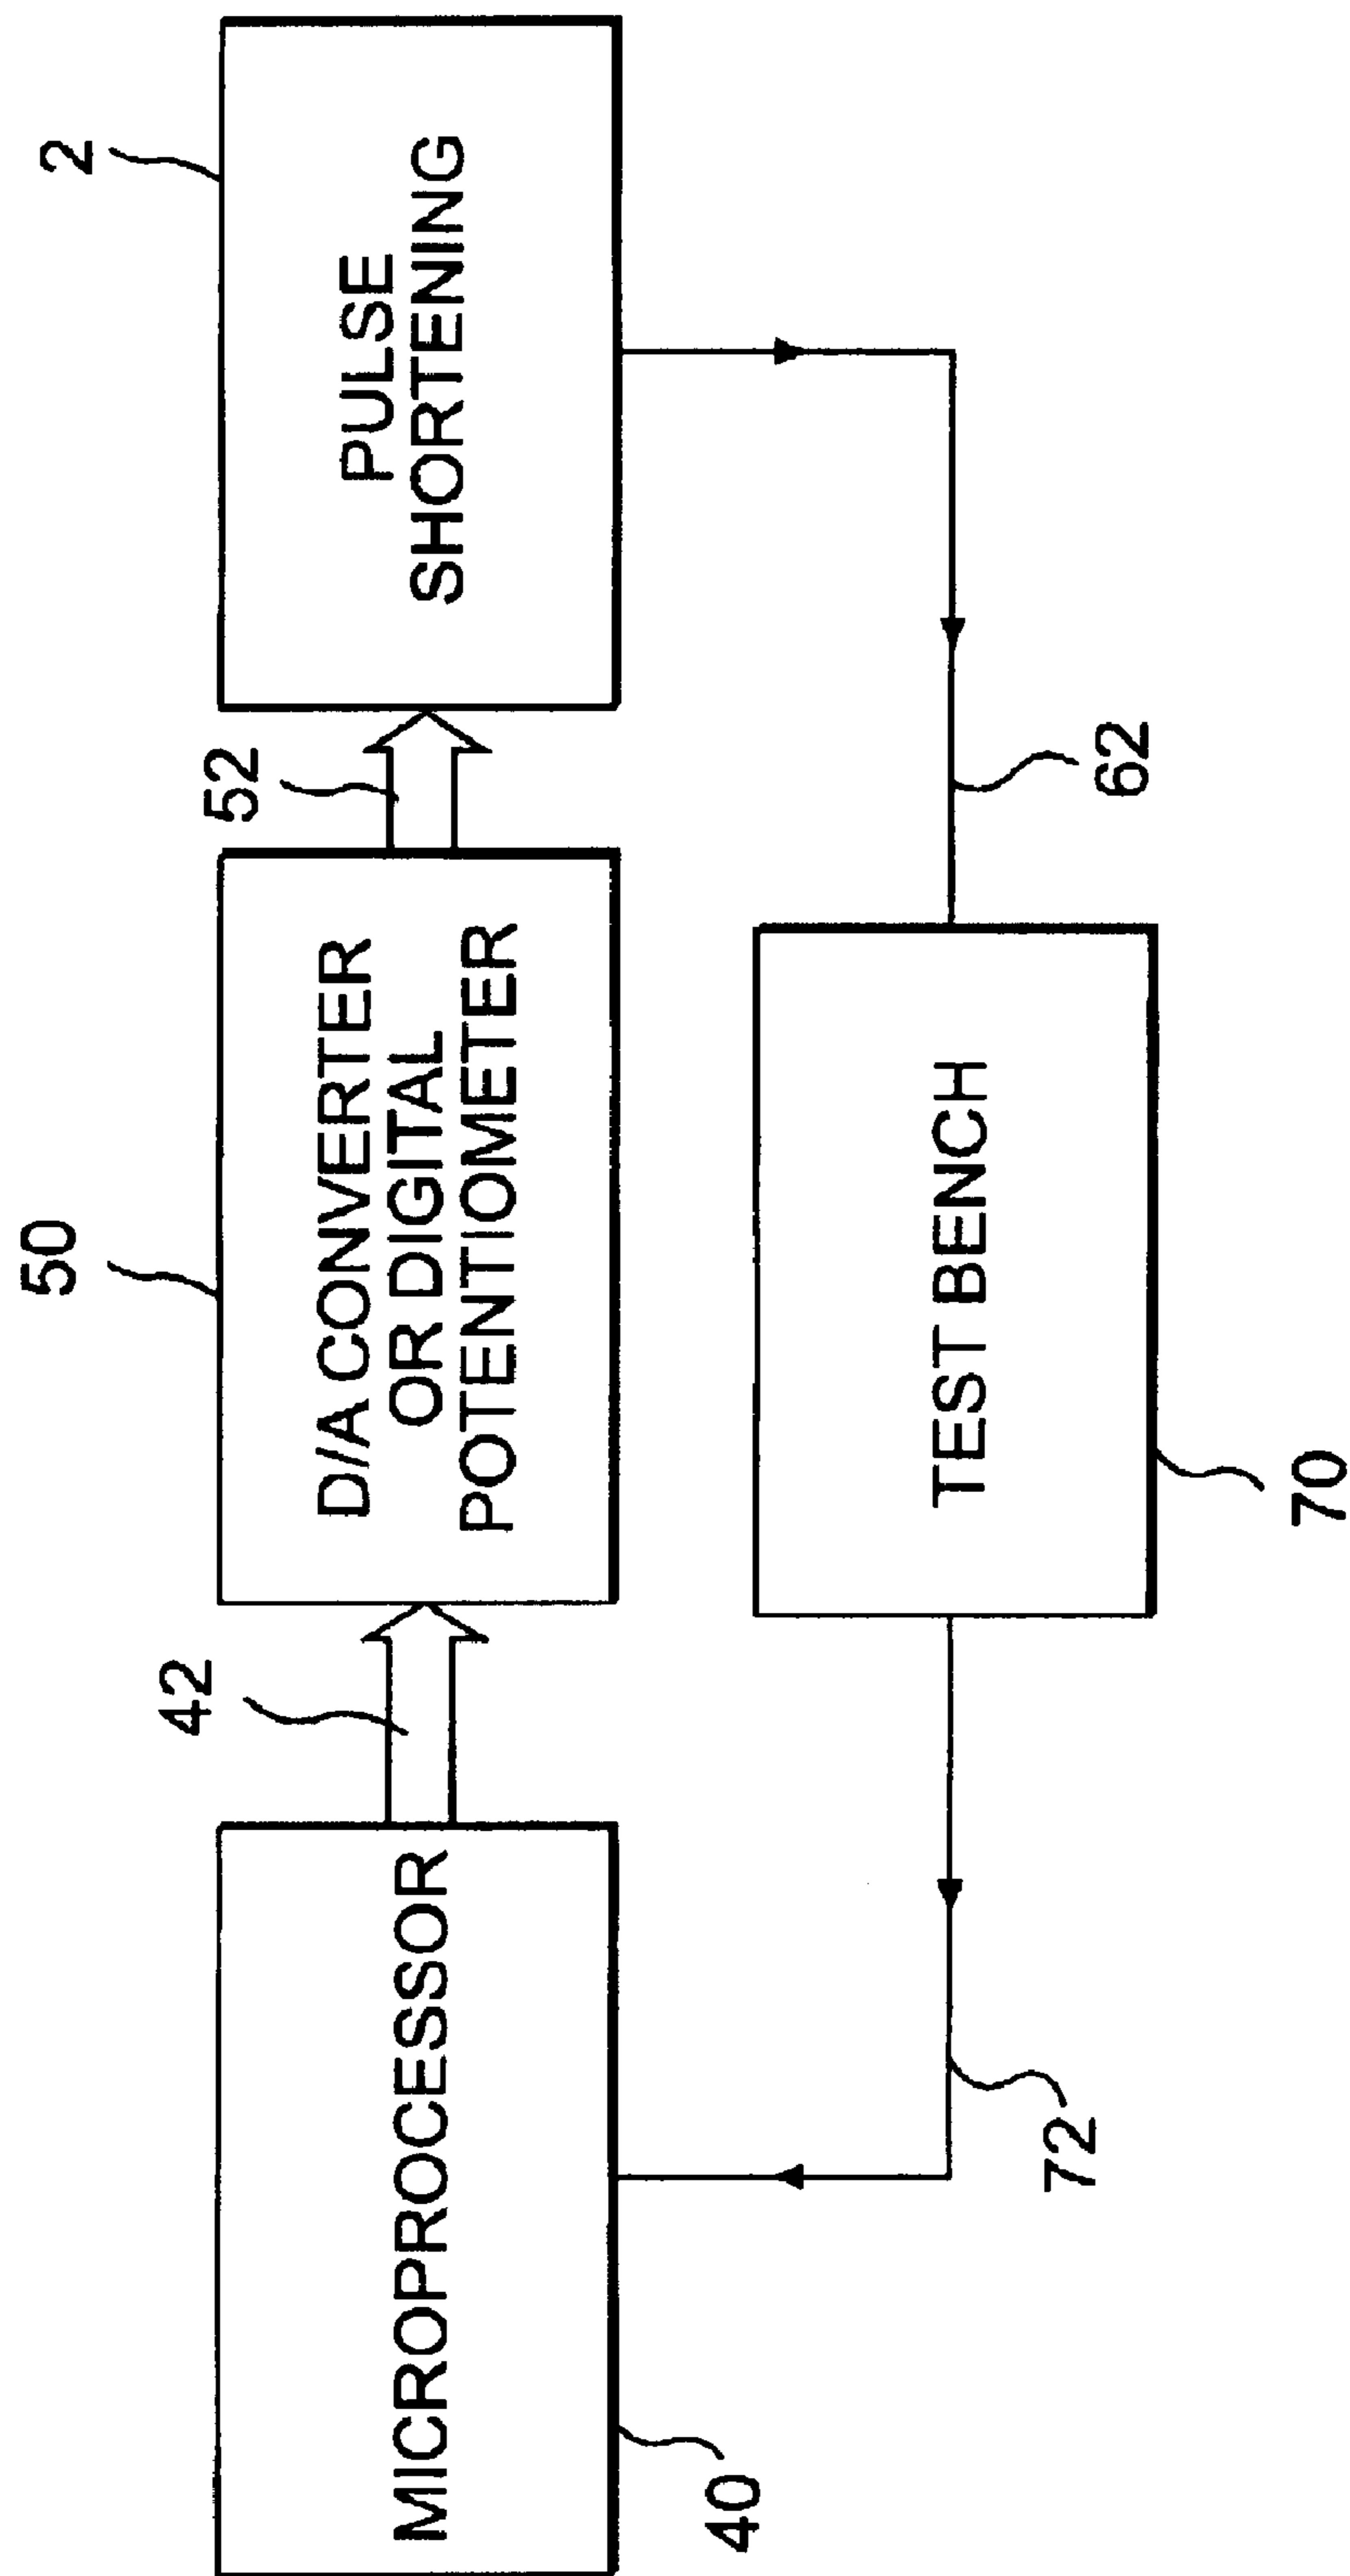 50
2
42
52
MICROPROCESSOR
D/A CONVERTER
OR DIGITAL
POTENTIOMETER
PULSE
SHORTENING
40
TEST BENCH
62
72
70